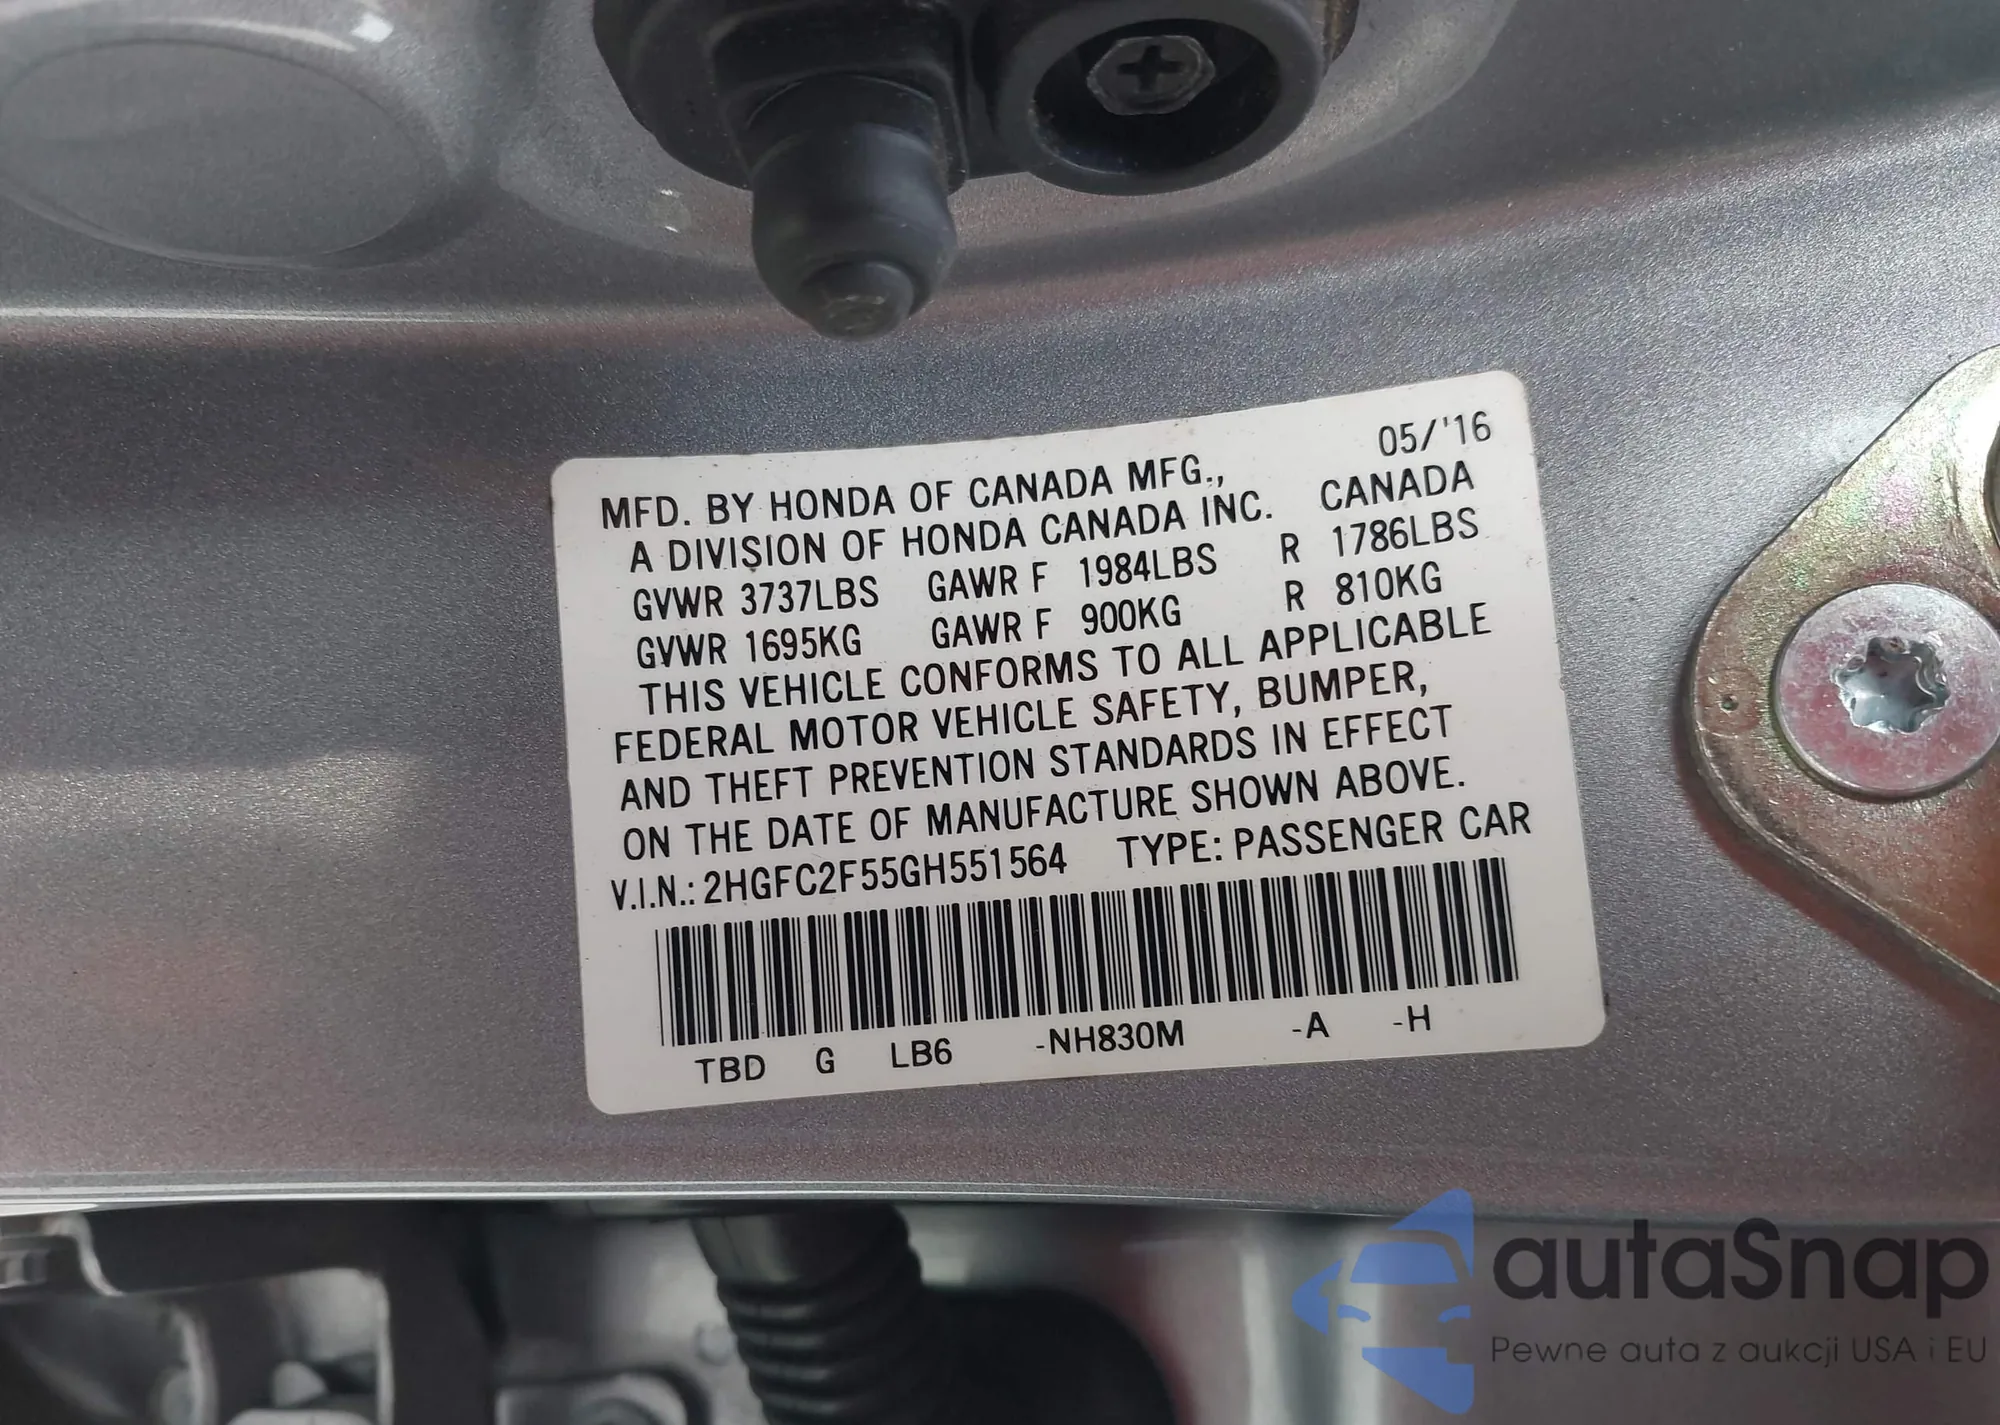 05/'16
MFD. BY HONDA OF CANADA MFG.,
A DIVISION OF HONDA CANADA INC. CANADA
GVWR 3737LBS GAWR F 1984LBS R 1786LBS
GVWR 1695KG GAWR F 900KG R 810KG
THIS VEHICLE CONFORMS TO ALL APPLICABLE
FEDERAL MOTOR VEHICLE SAFETY, BUMPER,
AND THEFT PREVENTION STANDARDS IN EFFECT
ON THE DATE OF MANUFACTURE SHOWN ABOVE.
V.I.N.: 2HGFC2F55GH551564 TYPE: PASSENGER CAR
TBD G LB6 -NH830M -A -H
autaSnap
Pewne auta z aukcji USA i EU